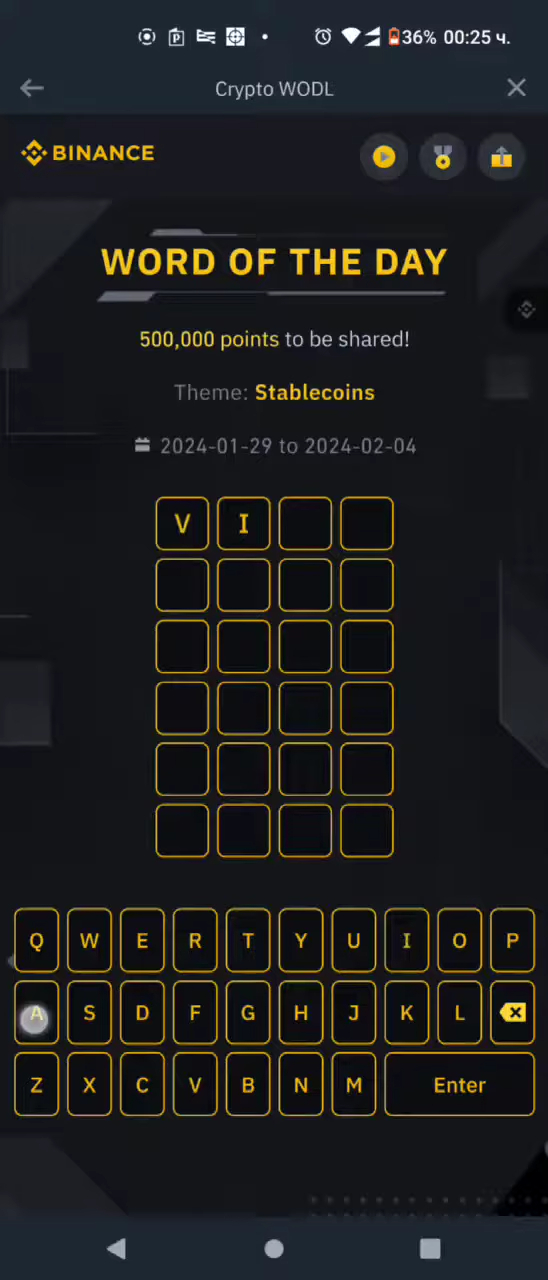 36% 00:25 ч.
Crypto WODL
BINANCE
WORD OF THE DAY
500,000 points to be shared!
Theme: Stablecoins
2024-01-29 to 2024-02-04
V I
Q W E R T Y U I O P
A S D F G H J K L
Z X C V B N M Enter